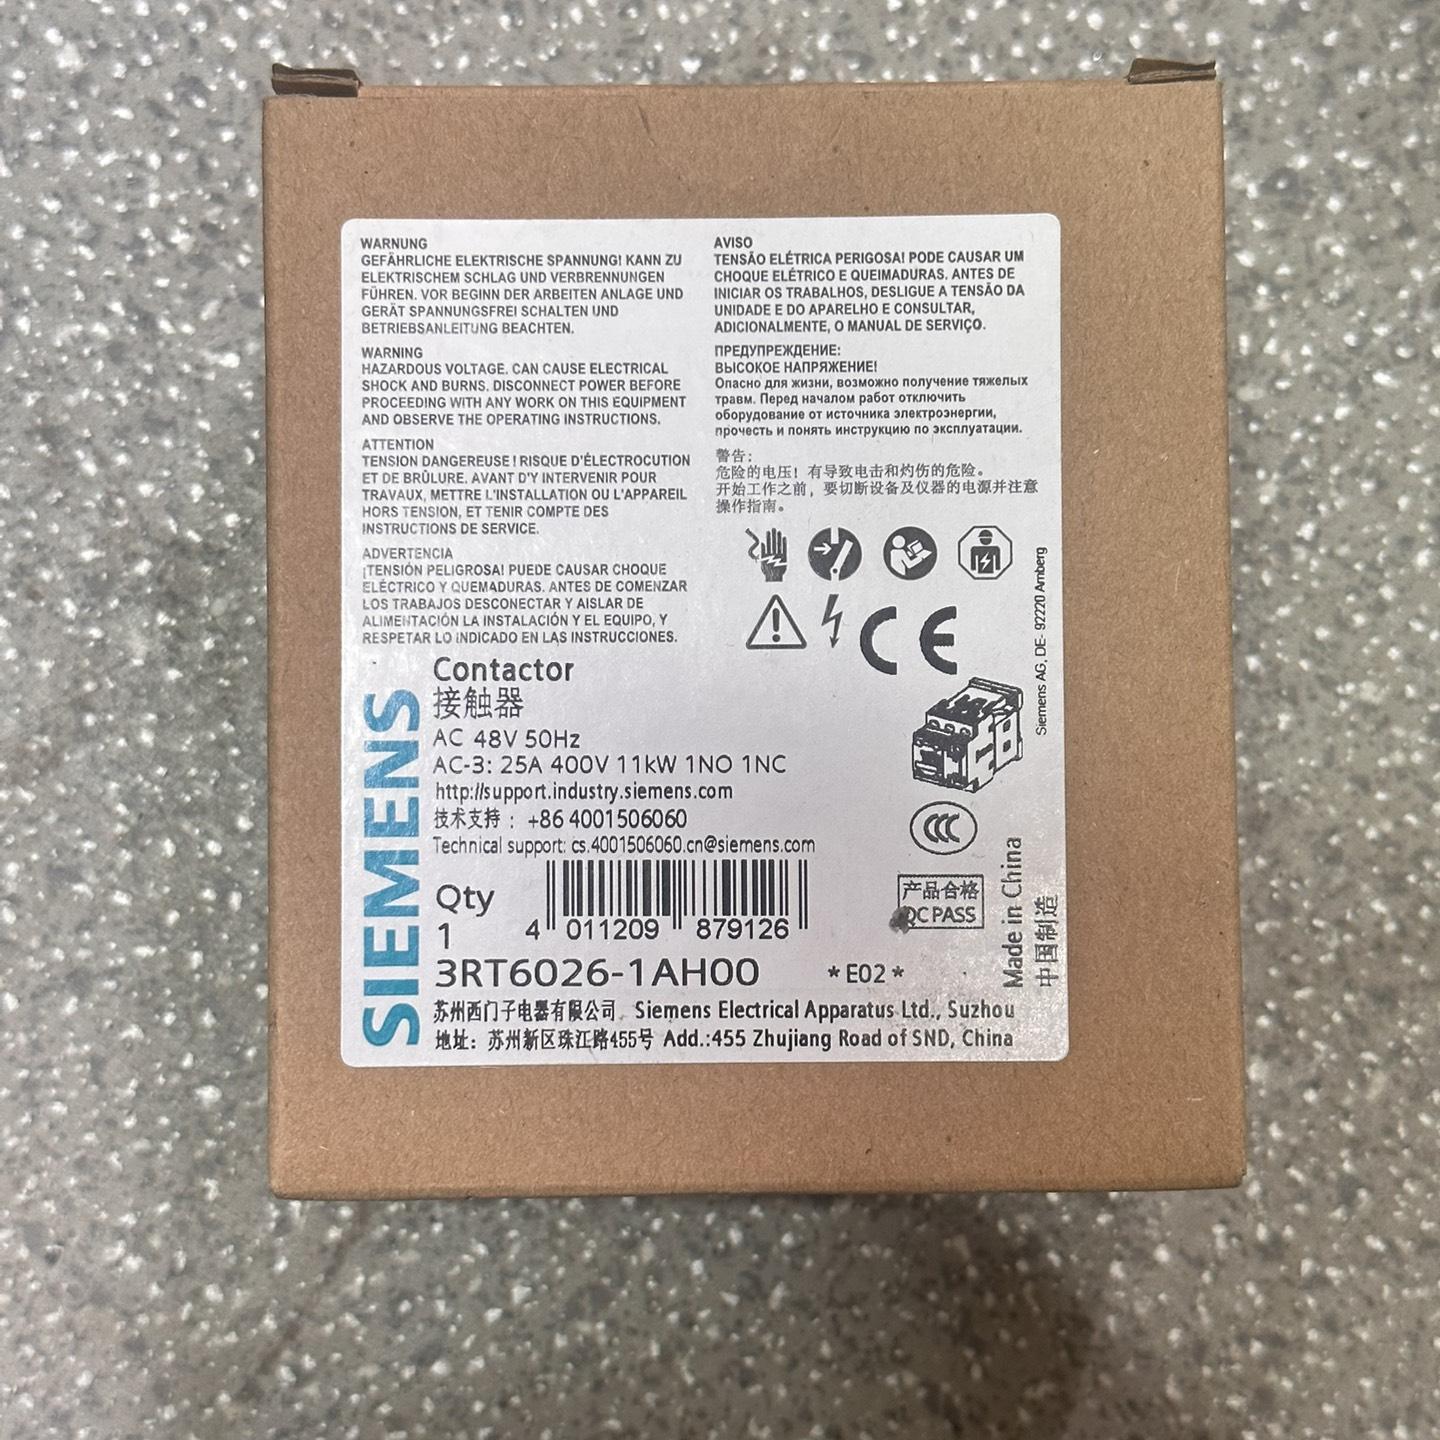 WARNUNG
GEFÄHRLICHE ELEKTRISCHE SPANNUNG! KANN ZU
ELEKTRISCHEM SCHLAG UND VERBRENNUNGEN
FÜHREN. VOR BEGINN DER ARBEITEN ANLAGE UND
GERÄT SPANNUNGSFREI SCHALTEN UND
BETRIEBSANLEITUNG BEACHTEN.
WARNING
HAZARDOUS VOLTAGE. CAN CAUSE ELECTRICAL
SHOCK AND BURNS. DISCONNECT POWER BEFORE
PROCEEDING WITH ANY WORK ON THIS EQUIPMENT
AND OBSERVE THE OPERATING INSTRUCTIONS.
ATTENTION
TENSION DANGEREUSE ! RISQUE D'ÉLECTROCUTION
ET DE BRÛLURE. AVANT D'Y INTERVENIR POUR
TRAVAUX, METTRE L'INSTALLATION OU L'APPAREIL
HORS TENSION, ET TENIR COMPTE DES
INSTRUCTIONS DE SERVICE.
ADVERTENCIA
¡TENSIÓN PELIGROSA! PUEDE CAUSAR CHOQUE
ELÉCTRICO Y QUEMADURAS. ANTES DE COMENZAR
LOS TRABAJOS DESCONECTAR Y AISLAR DE
ALIMENTACIÓN LA INSTALACIÓN Y EL EQUIPO, Y
RESPETAR LO INDICADO EN LAS INSTRUCCIONES.
AVISO
TENSÃO ELÉTRICA PERIGOSA! PODE CAUSAR UM
CHOQUE ELÉTRICO E QUEIMADURAS. ANTES DE
INICIAR OS TRABALHOS, DESLIGUE A TENSÃO DA
UNIDADE E DO APARELHO E CONSULTAR,
ADICIONALMENTE, O MANUAL DE SERVIÇO.
ПРЕДУПРЕЖДЕНИЕ:
ВЫСОКОЕ НАПРЯЖЕНИЕ!
Опасно для жизни, возможно получение тяжелых
травм. Перед началом работ отключить
оборудование от источника электроэнергии,
прочесть и понять инструкцию по эксплуатации.
警告:
危险的电压! 有导致电击和灼伤的危险。
开始工作之前, 要切断设备及仪器的电源并注意
操作指南。
CE
Siemens AG, DE- 92220 Amberg
SIEMENS
Contactor
接触器
AC 48V 50Hz
AC-3: 25A 400V 11kW 1NO 1NC
http://support.industry.siemens.com
技术支持 : +86 4001506060
Technical support: cs.4001506060.cn@siemens.com
CCC
产品合格
QC PASS
Made in China
中国制造
Qty
1
4 011209 879126
3RT6026-1AH00 *E02*
苏州西门子电器有限公司 Siemens Electrical Apparatus Ltd., Suzhou
地址: 苏州新区珠江路455号 Add.:455 Zhujiang Road of SND, China